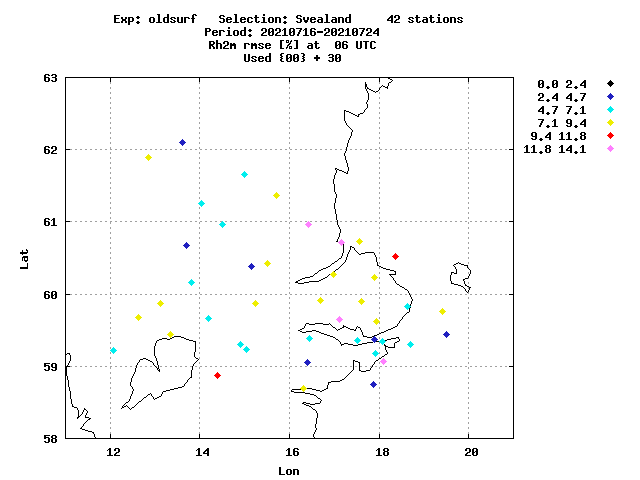 Exp: oldsurf   Selection: Svealand     42 stations
Period: 20210716-20210724
Rh2m rmse [%] at  06 UTC
Used {00} + 30
0.0 2.4
2.4 4.7
4.7 7.1
7.1 9.4
9.4 11.8
11.8 14.1
63
62
61
60
59
58
Lat
12 14 16 18 20
Lon